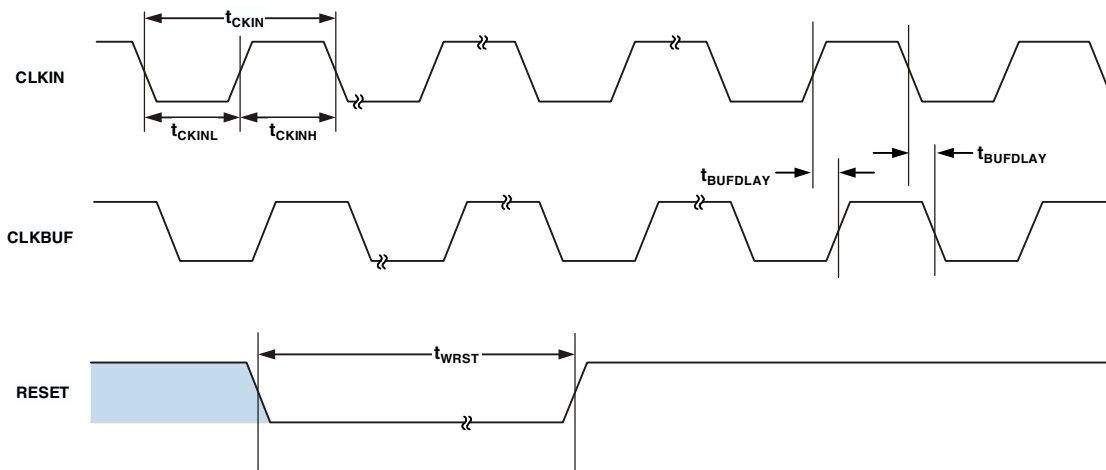 tCKIN
CLKIN
tCKINL
tCKINH
tBUFDLAY
tBUFDLAY
CLKBUF
tWRST
RESET